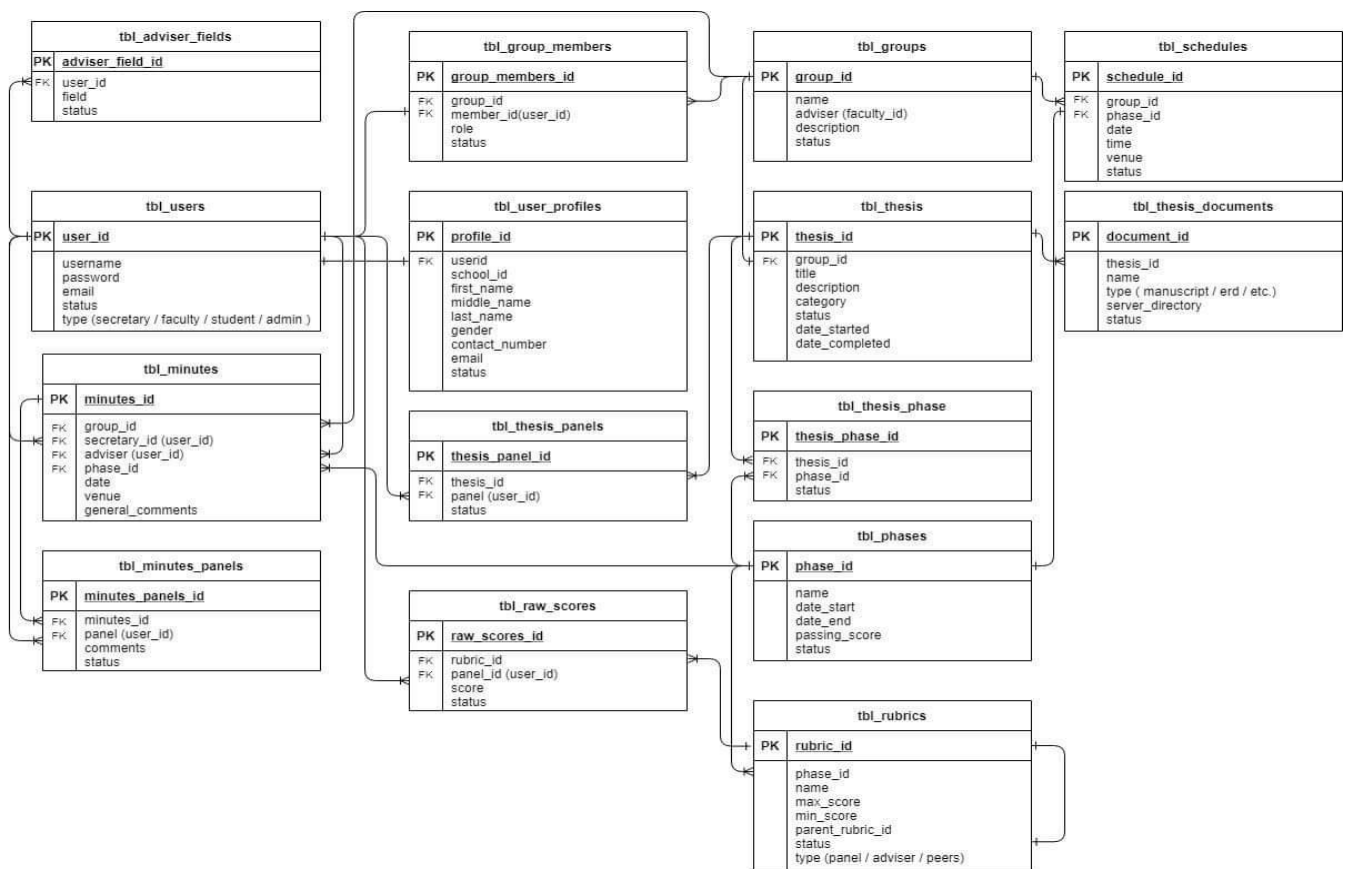 tbl_adviser_fields
PK adviser_field_id
FK user_id
field
status
tbl_group_members
PK group_members_id
FK group_id
FK member_id(user_id)
role
status
tbl_groups
PK group_id
name
adviser (faculty_id)
description
status
tbl_schedules
PK schedule_id
FK group_id
FK phase_id
date
time
venue
status
tbl_users
PK user_id
username
password
email
status
type (secretary / faculty / student / admin )
tbl_user_profiles
PK profile_id
FK userid
school_id
first_name
middle_name
last_name
gender
contact_number
email
status
tbl_thesis
PK thesis_id
FK group_id
title
description
category
status
date_started
date_completed
tbl_thesis_documents
PK document_id
thesis_id
name
type ( manuscript / erd / etc.)
server_directory
status
tbl_minutes
PK minutes_id
FK group_id
FK secretary_id (user_id)
FK adviser (user_id)
FK phase_id
date
venue
general_comments
tbl_thesis_panels
PK thesis_panel_id
FK thesis_id
FK panel (user_id)
status
tbl_thesis_phase
PK thesis_phase_id
FK thesis_id
FK phase_id
status
tbl_minutes_panels
PK minutes_panels_id
FK minutes_id
FK panel (user_id)
comments
status
tbl_raw_scores
PK raw_scores_id
FK rubric_id
FK panel_id (user_id)
score
status
tbl_phases
PK phase_id
name
date_start
date_end
passing_score
status
tbl_rubrics
PK rubric_id
phase_id
name
max_score
min_score
parent_rubric_id
status
type (panel / adviser / peers)